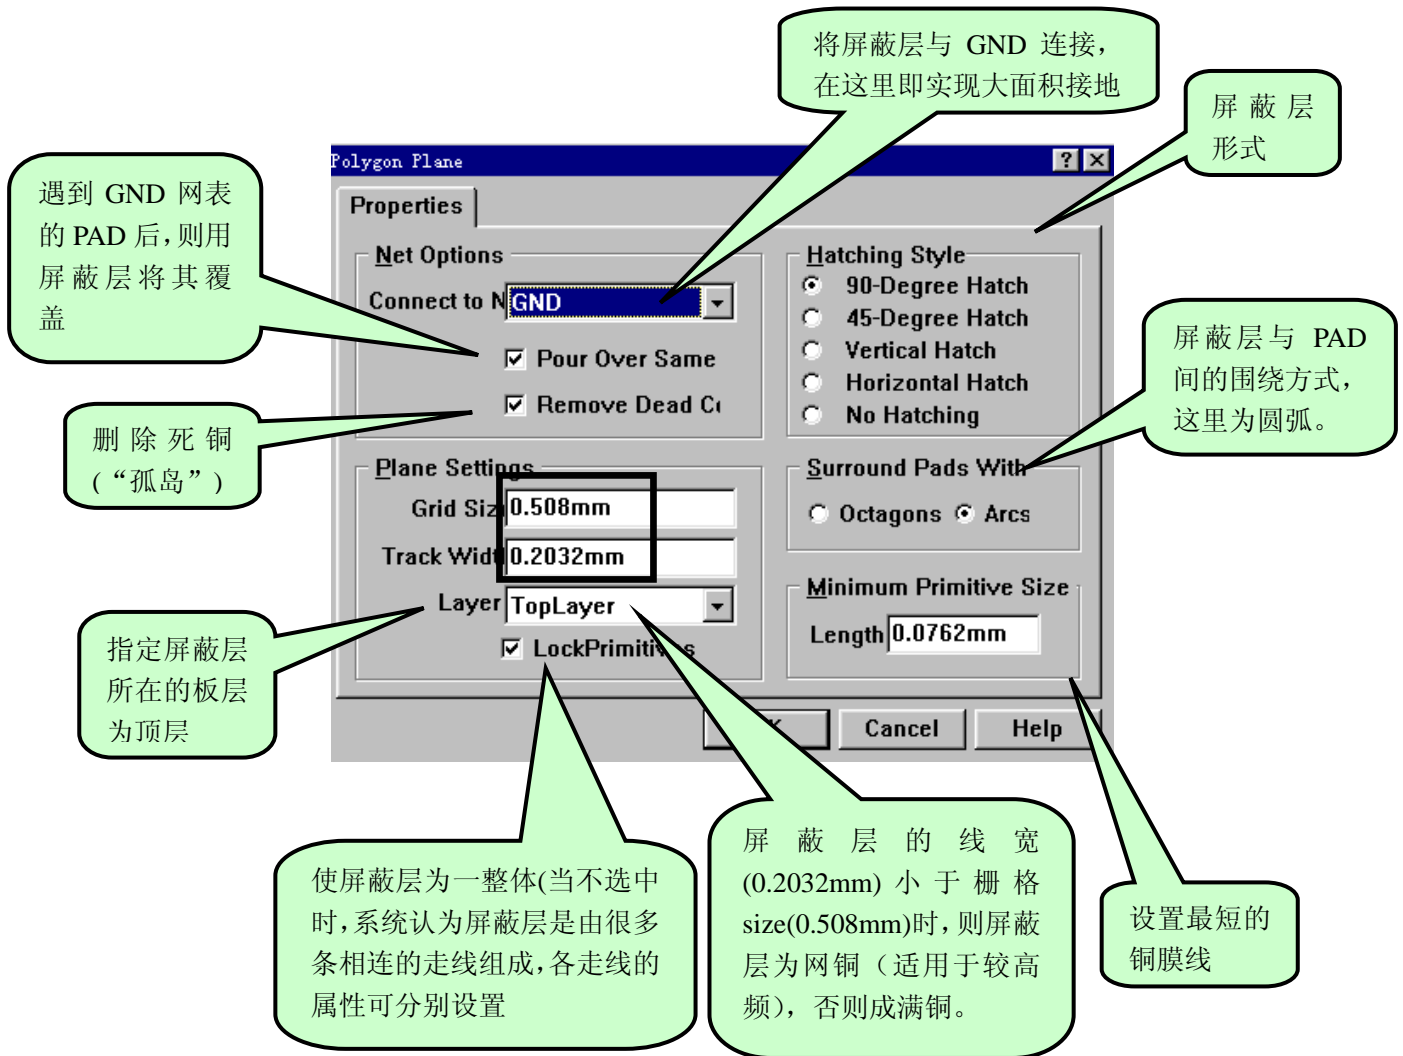 将屏蔽层与 GND 连接，
在这里即实现大面积接地
屏蔽层
形式
遇到 GND 网表
的 PAD 后，则用
屏蔽层将其覆
盖
Polygon Plane
Properties
Net Options
Connect to N GND
Pour Over Same
Remove Dead
Hatching Style
90-Degree Hatch
45-Degree Hatch
Vertical Hatch
Horizontal Hatch
No Hatching
屏蔽层与 PAD
间的围绕方式，
这里为圆弧。
删除死铜
(“孤岛”)
Plane Settings
Grid Siz 0.508mm
Track Widt 0.2032mm
Layer TopLayer
LockPrimitives
Surround Pads With
Octagons Arcs
Minimum Primitive Size
Length 0.0762mm
指定屏蔽层
所在的板层
为顶层
K Cancel Help
使屏蔽层为一整体(当不选中
时，系统认为屏蔽层是由很多
条相连的走线组成，各走线的
属性可分别设置
屏蔽层的线宽
(0.2032mm)小于栅格
size(0.508mm)时，则屏蔽
层为网铜（适用于较高
频），否则成满铜。
设置最短的
铜膜线